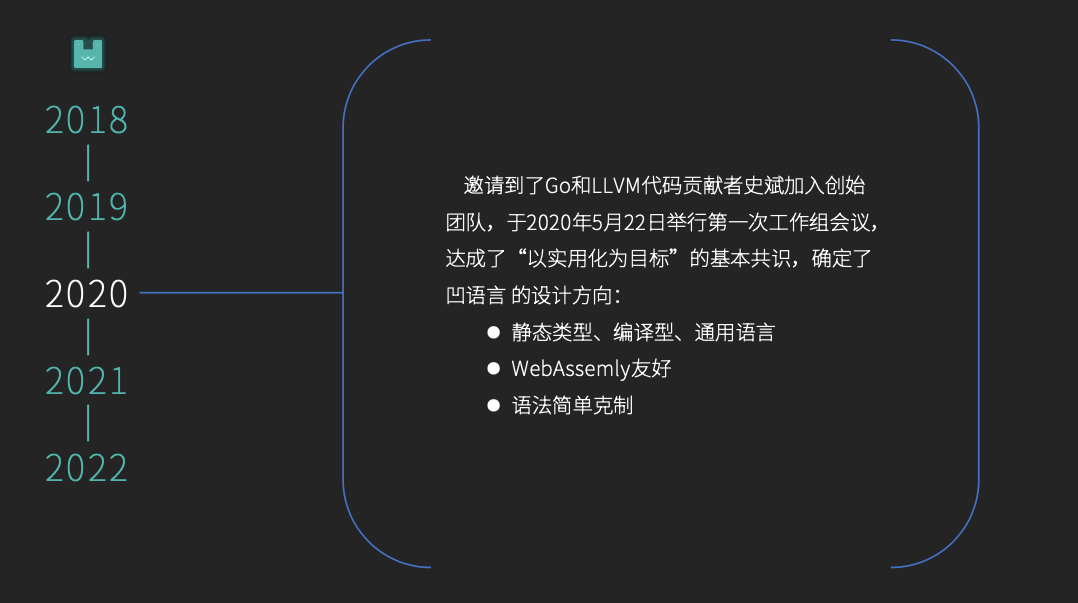 2018
2019
2020
2021
2022
邀请到了Go和LLVM代码贡献者史斌加入创始
团队，于2020年5月22日举行第一次工作组会议，
达成了“以实用化为目标”的基本共识，确定了
凹语言 的设计方向：
● 静态类型、编译型、通用语言
● WebAssemly友好
● 语法简单克制